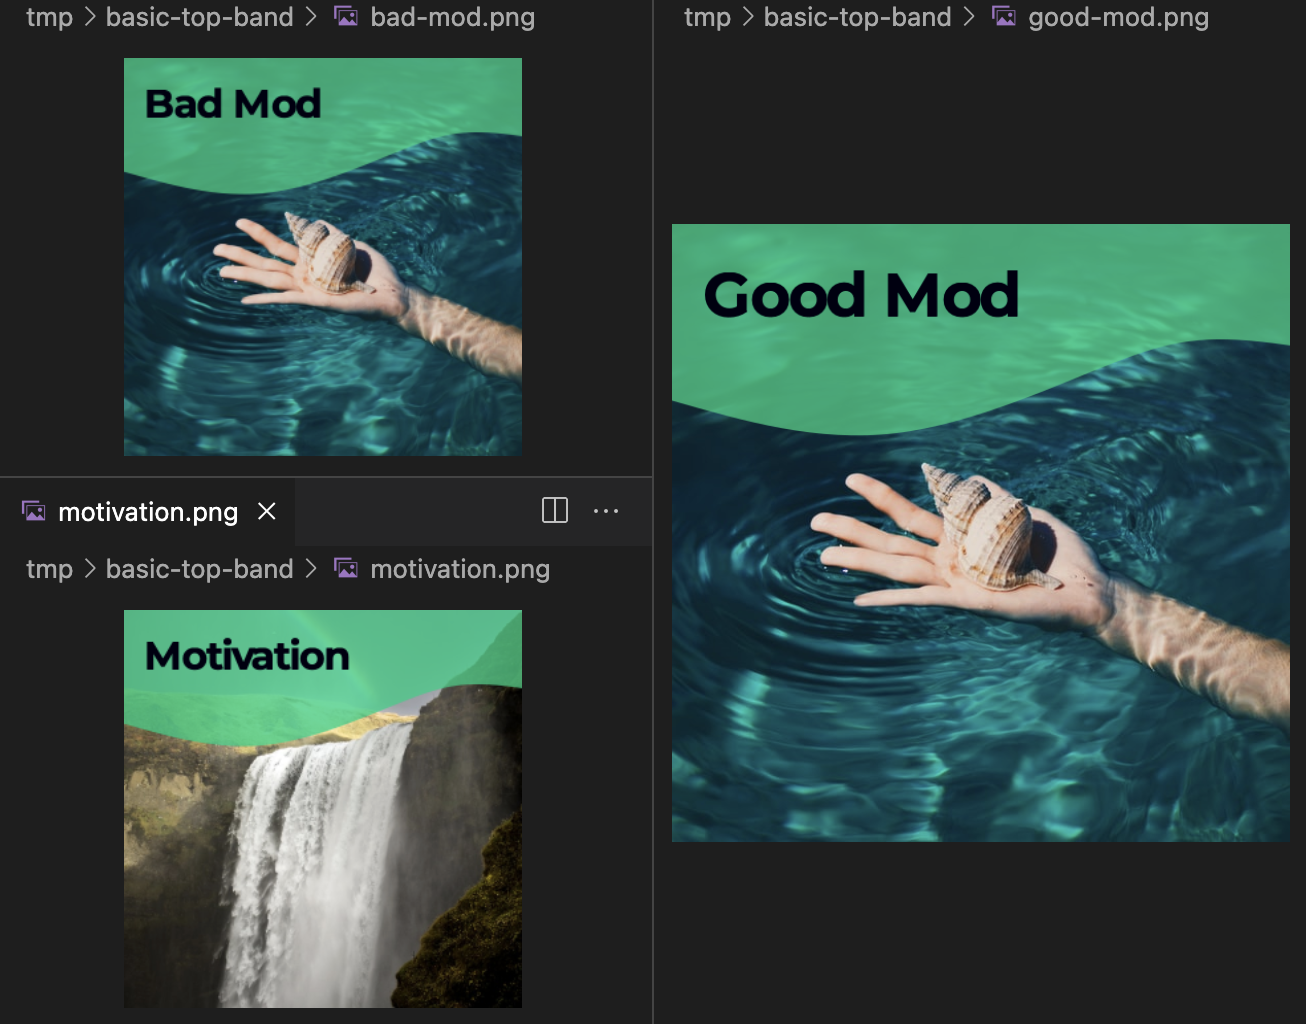 tmp > basic-top-band > bad-mod.png
Bad Mod
motivation.png
tmp > basic-top-band > motivation.png
Motivation
tmp > basic-top-band > good-mod.png
Good Mod